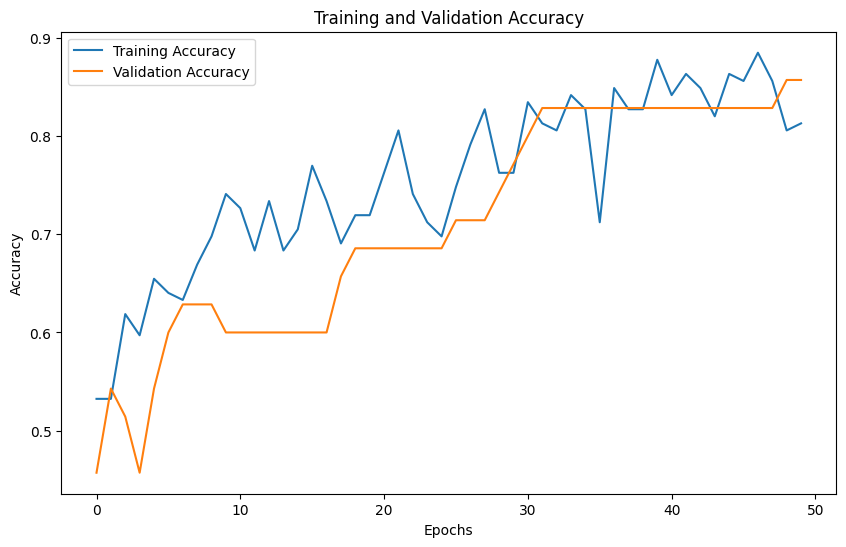 Training and Validation Accuracy
Training Accuracy
Validation Accuracy
Accuracy
0.9
0.8
0.7
0.6
0.5
0 10 20 30 40 50
Epochs